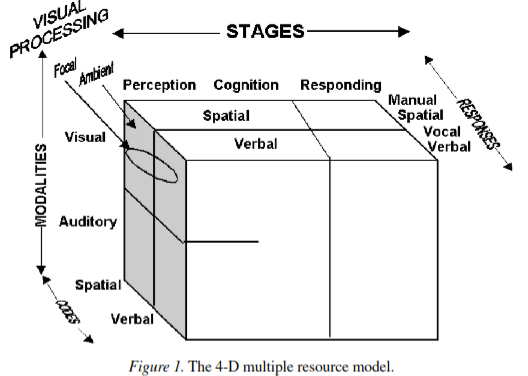 VISUAL
PROCESSING
STAGES
Focal
Ambient
Perception Cognition Responding
Manual
Spatial
Vocal
Verbal
RESPONSES
Spatial
Verbal
Visual
MODALITIES
Auditory
Spatial
Verbal
CODES
Figure 1. The 4-D multiple resource model.